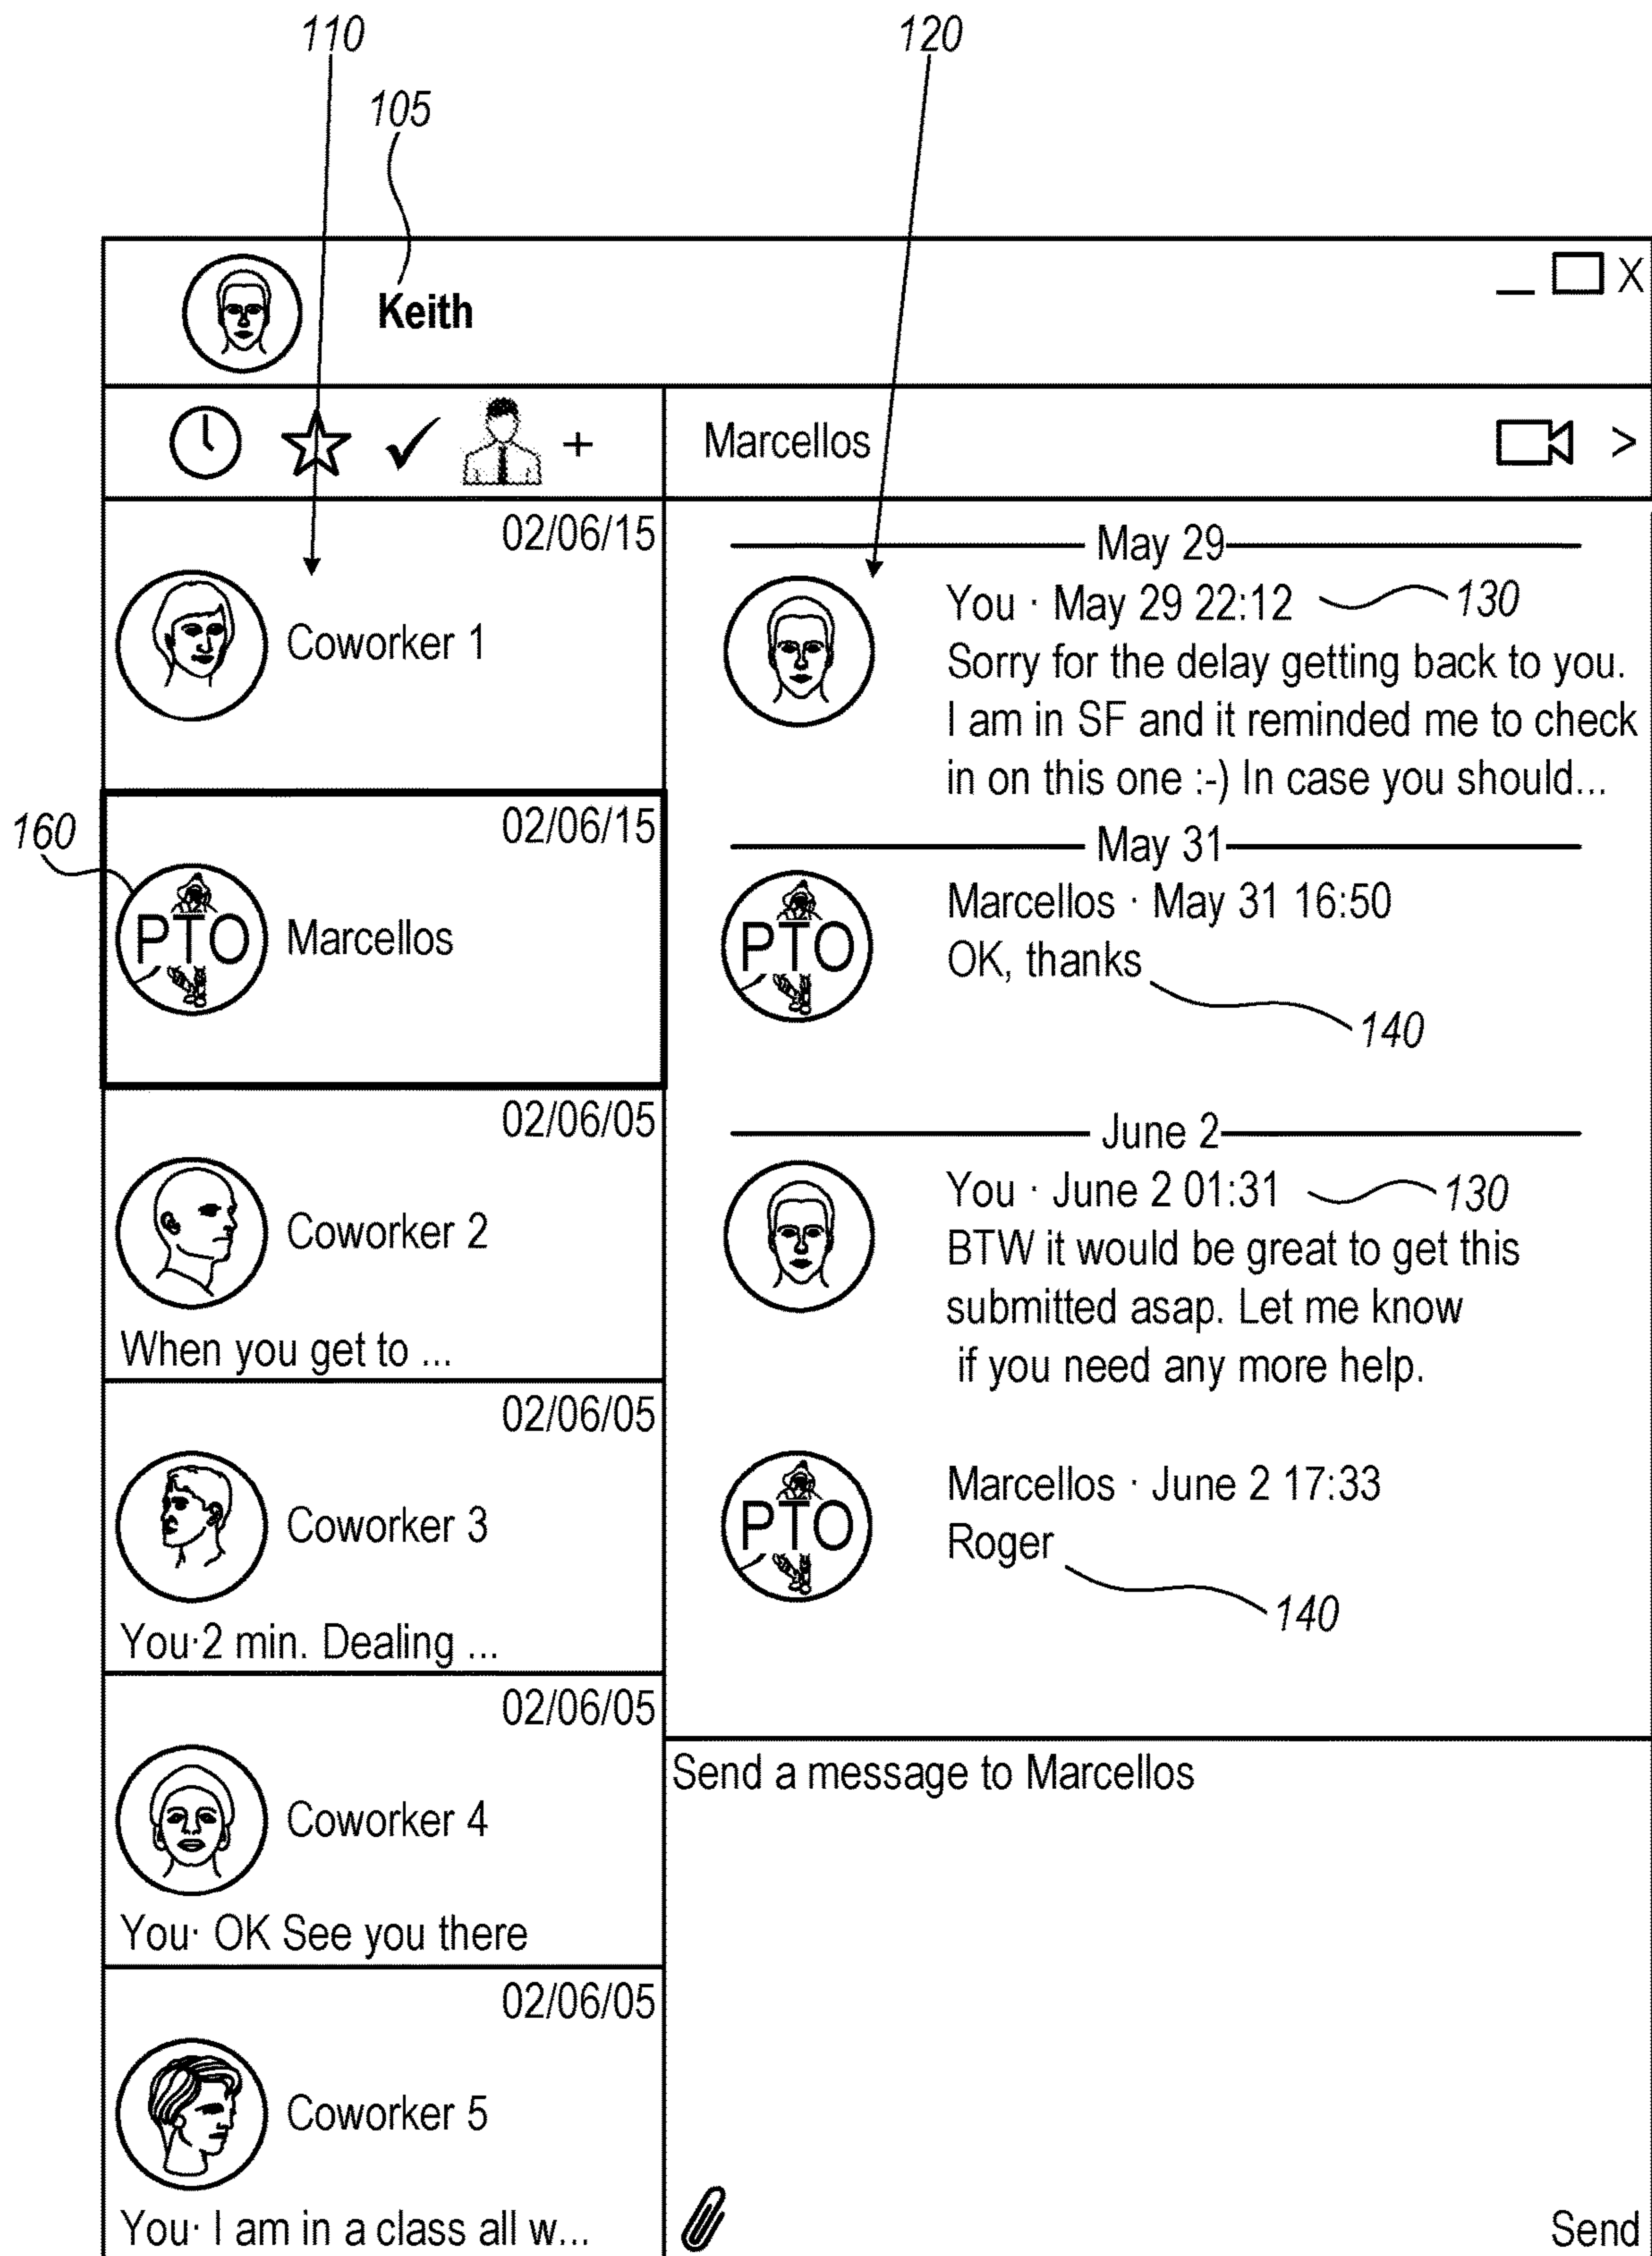 110
120
105
Keith
X
+
Marcellos
>
02/06/15
Coworker 1
02/06/15
160
PTO
Marcellos
02/06/05
Coworker 2
When you get to ...
02/06/05
Coworker 3
You·2 min. Dealing ...
02/06/05
Coworker 4
You· OK See you there
02/06/05
Coworker 5
You· I am in a class all w...
May 29
You · May 29 22:12
130
Sorry for the delay getting back to you.
I am in SF and it reminded me to check
in on this one :-) In case you should...
May 31
PTO
Marcellos · May 31 16:50
OK, thanks
140
June 2
You · June 2 01:31
130
BTW it would be great to get this
submitted asap. Let me know
if you need any more help.
PTO
Marcellos · June 2 17:33
Roger
140
Send a message to Marcellos
Send